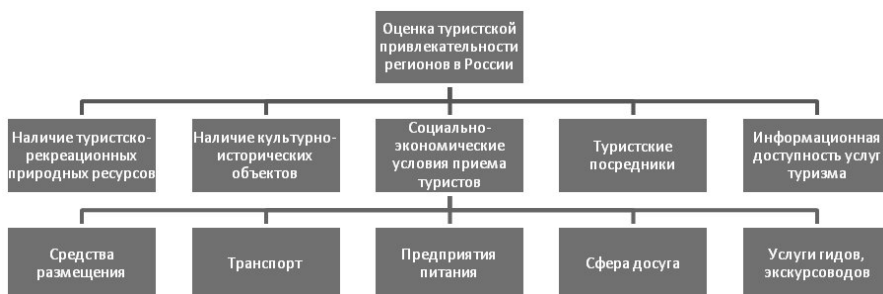 Оценка туристской
привлекательности
регионов в России
Наличие туристско-
рекреационных
природных ресурсов
Наличие культурно-
исторических
объектов
Социально-
экономические
условия приема
туристов
Туристские
посредники
Информационная
доступность услуг
туризма
Средства
размещения
Транспорт
Предприятия
питания
Сфера досуга
Услуги гидов,
экскурсоводов